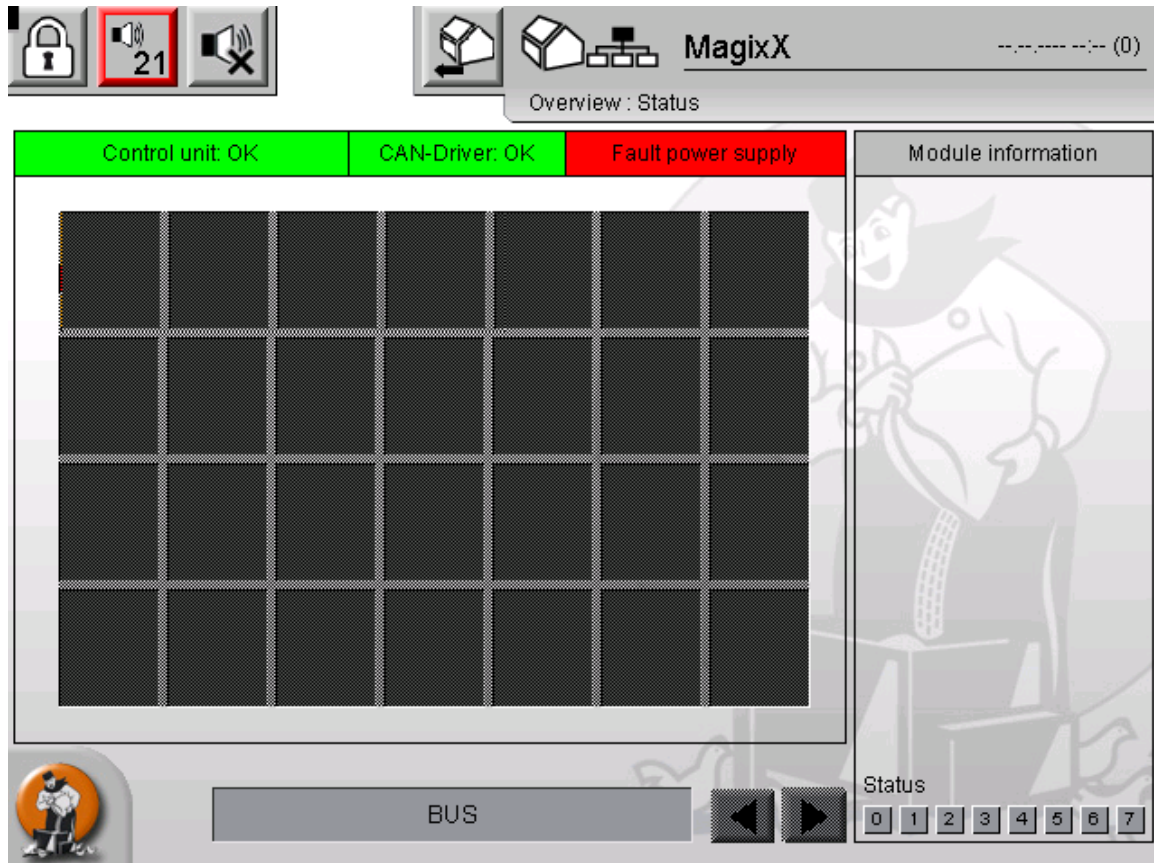 21
MagixX --.--.---- --:-- (0)
Overview : Status
Control unit: OK CAN-Driver: OK Fault power supply Module information
BUS
Status
0 1 2 3 4 5 6 7